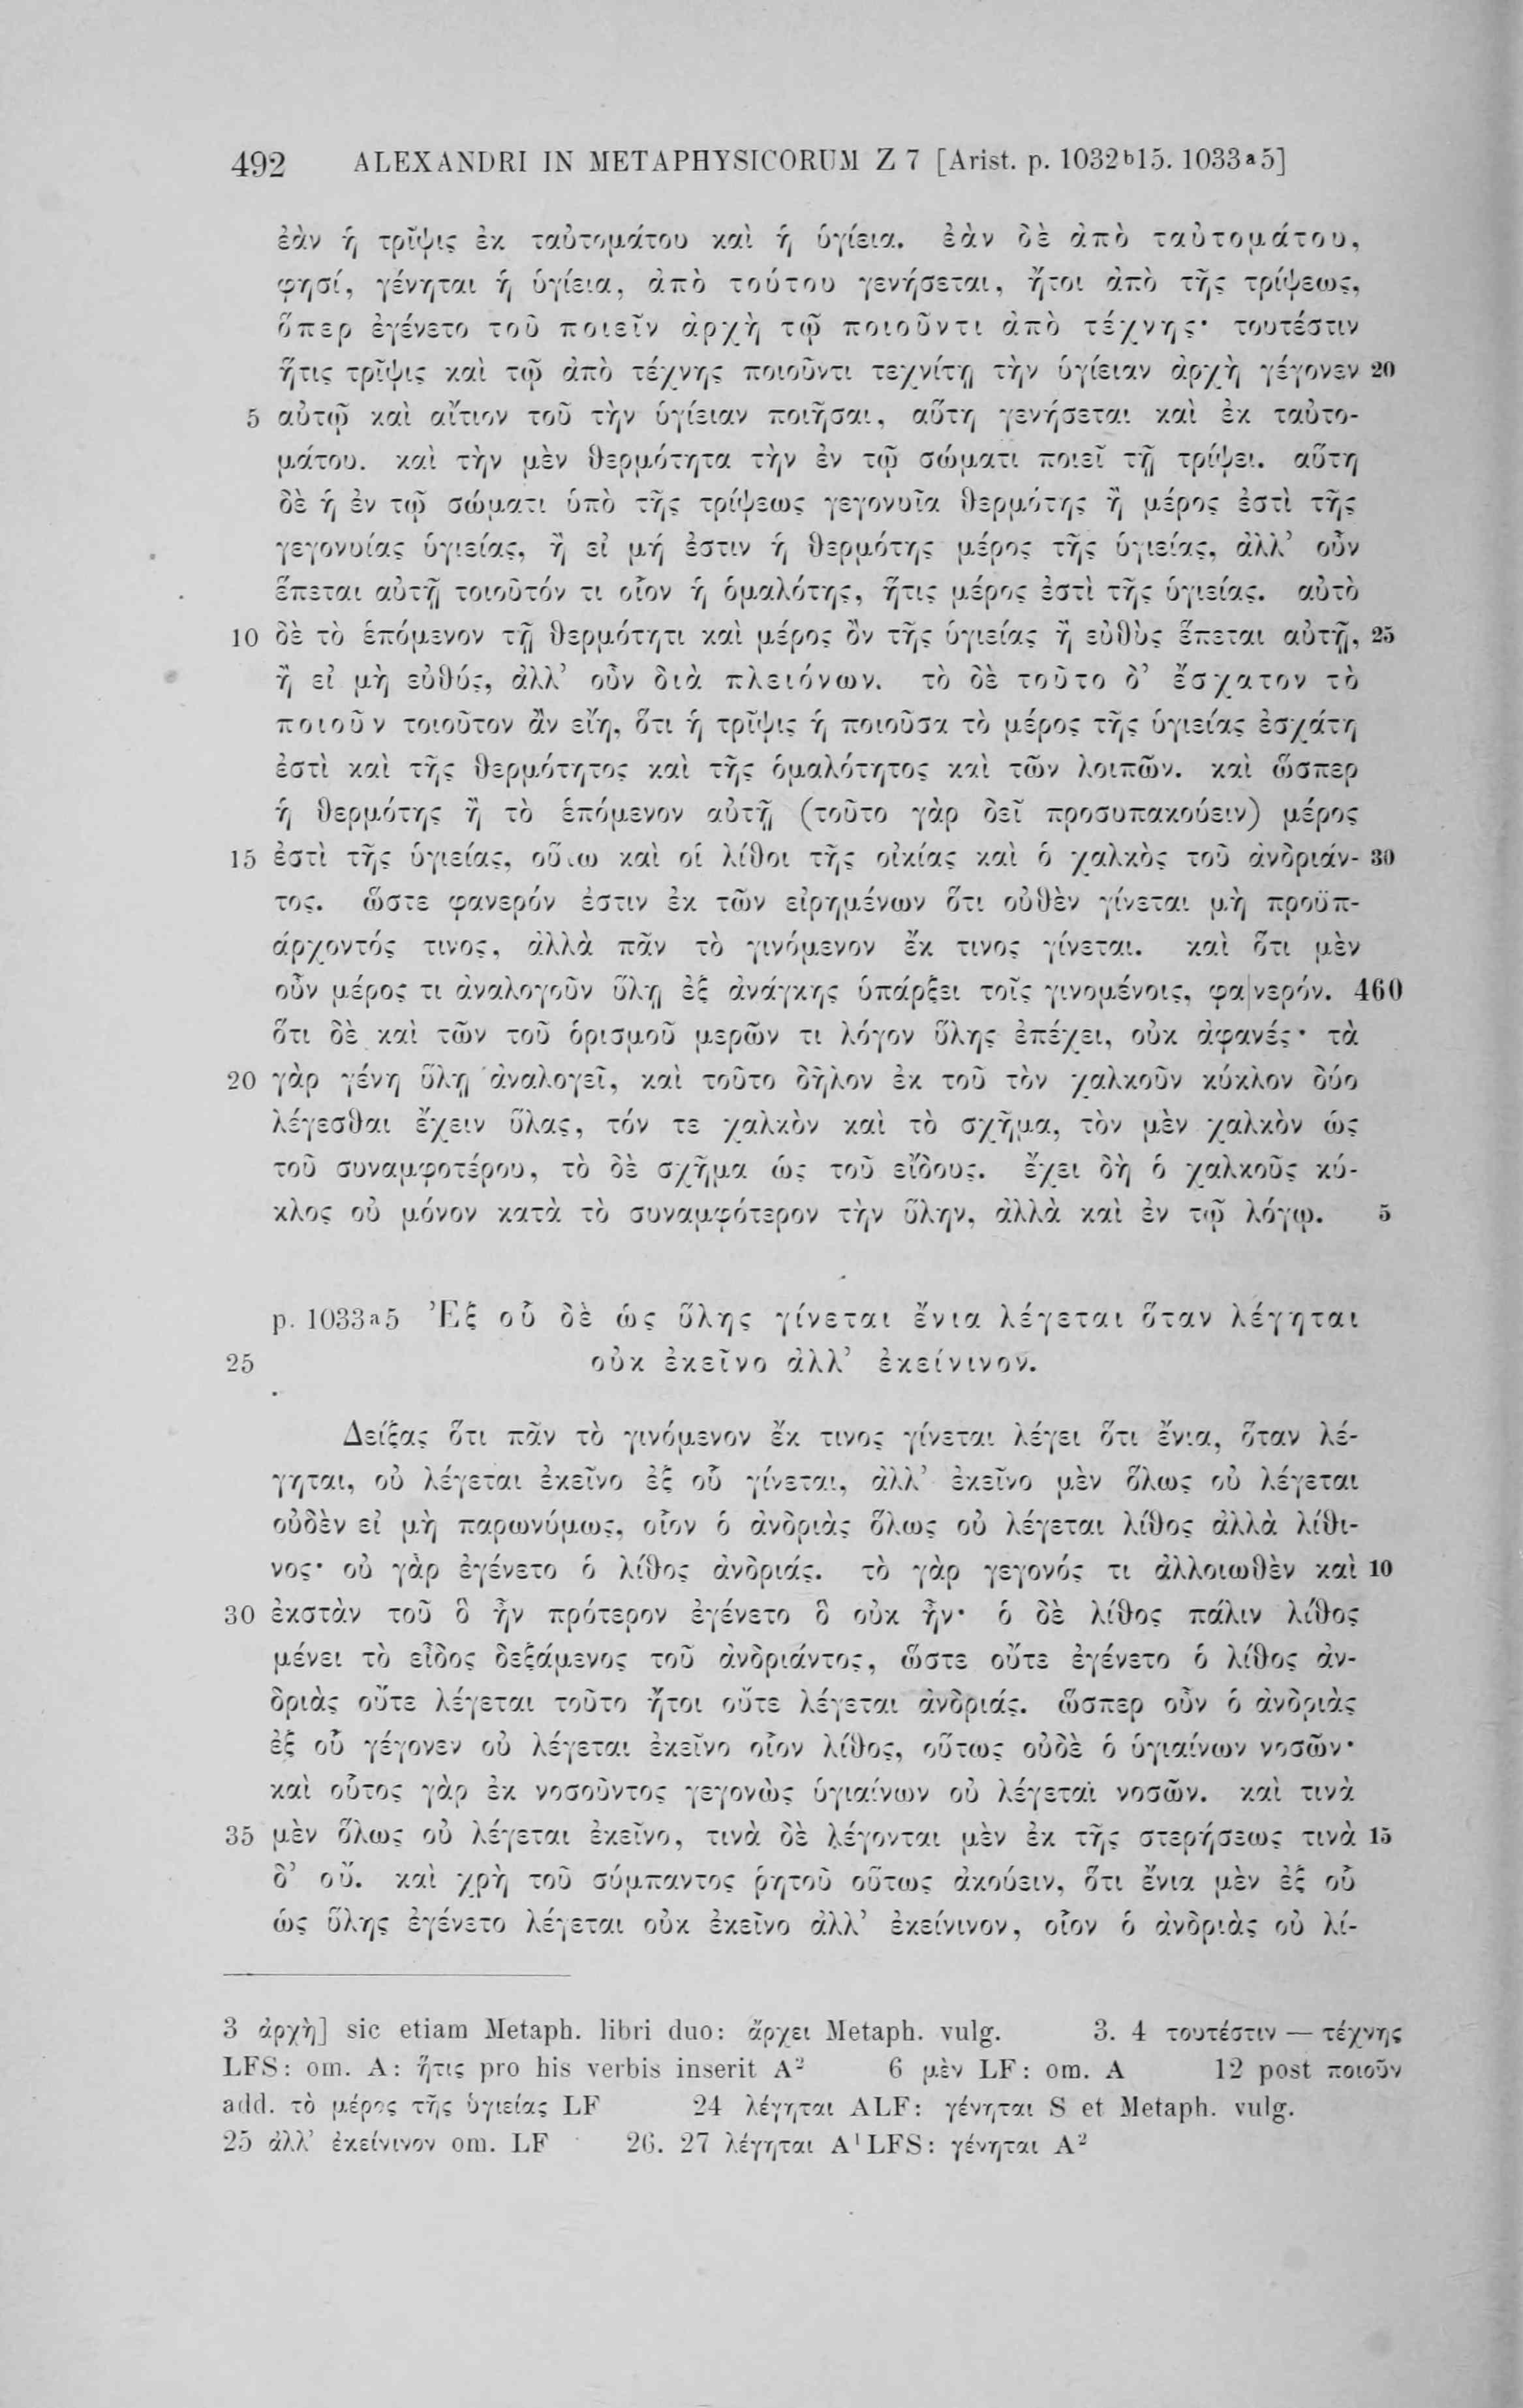 492 ALEXANDRI IN METAPHYSICORUM Z 7 [Arist. p. 1032ᵇ15. 1033ᵃ5]
ἐὰν ἡ τρῖψις ἐκ ταὐτομάτου καὶ ἡ ὑγίεια. ἐὰν δὲ ἀπὸ ταὐτομάτου,
φησί, γένηται ἡ ὑγίεια, ἀπὸ τούτου γενήσεται, ἤτοι ἀπὸ τῆς τρίψεως,
ὅπερ ἐγένετο τοῦ ποιεῖν ἀρχὴ τῷ ποιοῦντι ἀπὸ τέχνης· τουτέστιν
ἥτις τρῖψις καὶ τῷ ἀπὸ τέχνης ποιοῦντι τεχνίτῃ τὴν ὑγίειαν ἀρχὴ γέγονεν 20
5 αὐτῷ καὶ αἴτιον τοῦ τὴν ὑγίειαν ποιῆσαι, αὕτη γενήσεται καὶ ἐκ ταὐτο-
μάτου. καὶ τὴν μὲν θερμότητα τὴν ἐν τῷ σώματι ποιεῖ τῇ τρίψει. αὕτη
δὲ ἡ ἐν τῷ σώματι ὑπὸ τῆς τρίψεως γεγονυῖα θερμότης ἢ μέρος ἐστὶ τῆς
γεγονυίας ὑγιείας, ἢ εἰ μή ἐστιν ἡ θερμότης μέρος τῆς ὑγιείας, ἀλλ’ οὖν
ἕπεται αὐτῇ τοιοῦτόν τι οἷον ἡ ὁμαλότης, ἥτις μέρος ἐστὶ τῆς ὑγιείας. αὐτὸ
10 δὲ τὸ ἑπόμενον τῇ θερμότητι καὶ μέρος ὂν τῆς ὑγιείας ἢ εὐθὺς ἕπεται αὐτῇ, 25
ἢ εἰ μὴ εὐθύς, ἀλλ’ οὖν διὰ πλειόνων. τὸ δὲ τοῦτο δ’ ἔσχατον τὸ
ποιοῦν τοιοῦτον ἂν εἴη, ὅτι ἡ τρῖψις ἡ ποιοῦσα τὸ μέρος τῆς ὑγιείας ἐσχάτη
ἐστὶ καὶ τῆς θερμότητος καὶ τῆς ὁμαλότητος καὶ τῶν λοιπῶν. καὶ ὥσπερ
ἡ θερμότης ἢ τὸ ἑπόμενον αὐτῇ (τοῦτο γὰρ δεῖ προσυπακούειν) μέρος
15 ἐστὶ τῆς ὑγιείας, οὕτω καὶ οἱ λίθοι τῆς οἰκίας καὶ ὁ χαλκὸς τοῦ ἀνδριάν- 30
τος. ὥστε φανερόν ἐστιν ἐκ τῶν εἰρημένων ὅτι οὐθὲν γίνεται μὴ προϋπ-
άρχοντός τινος, ἀλλὰ πᾶν τὸ γινόμενον ἔκ τινος γίνεται. καὶ ὅτι μὲν
οὖν μέρος τι ἀναλογοῦν ὕλῃ ἐξ ἀνάγκης ὑπάρξει τοῖς γινομένοις, φα|νερόν. 460
ὅτι δὲ καὶ τῶν τοῦ ὁρισμοῦ μερῶν τι λόγον ὕλης ἐπέχει, οὐκ ἀφανές· τὰ
20 γὰρ γένη ὕλῃ ἀναλογεῖ, καὶ τοῦτο δῆλον ἐκ τοῦ τὸν χαλκοῦν κύκλον δύο
λέγεσθαι ἔχειν ὕλας, τόν τε χαλκὸν καὶ τὸ σχῆμα, τὸν μὲν χαλκὸν ὡς
τοῦ συναμφοτέρου, τὸ δὲ σχῆμα ὡς τοῦ εἴδους. ἔχει δὴ ὁ χαλκοῦς κύ-
κλος οὐ μόνον κατὰ τὸ συναμφότερον τὴν ὕλην, ἀλλὰ καὶ ἐν τῷ λόγῳ. 5
p. 1033ᵃ5 Ἐξ οὗ δὲ ὡς ὕλης γίνεται ἔνια λέγεται ὅταν λέγηται
25 οὐκ ἐκεῖνο ἀλλ’ ἐκείνινον.
Δείξας ὅτι πᾶν τὸ γινόμενον ἔκ τινος γίνεται λέγει ὅτι ἔνια, ὅταν λέ-
γηται, οὐ λέγεται ἐκεῖνο ἐξ οὗ γίνεται, ἀλλ’ ἐκεῖνο μὲν ὅλως οὐ λέγεται
οὐδὲν εἰ μὴ παρωνύμως, οἷον ὁ ἀνδριὰς ὅλως οὐ λέγεται λίθος ἀλλὰ λίθι-
νος· οὐ γὰρ ἐγένετο ὁ λίθος ἀνδριάς. τὸ γὰρ γεγονός τι ἀλλοιωθὲν καὶ 10
30 ἐκστὰν τοῦ ὃ ἦν πρότερον ἐγένετο ὃ οὐκ ἦν· ὁ δὲ λίθος πάλιν λίθος
μένει τὸ εἶδος δεξάμενος τοῦ ἀνδριάντος, ὥστε οὔτε ἐγένετο ὁ λίθος ἀν-
δριὰς οὔτε λέγεται τοῦτο ἤτοι οὔτε λέγεται ἀνδριάς. ὥσπερ οὖν ὁ ἀνδριὰς
ἐξ οὗ γέγονεν οὐ λέγεται ἐκεῖνο οἷον λίθος, οὕτως οὐδὲ ὁ ὑγιαίνων νοσῶν·
καὶ οὗτος γὰρ ἐκ νοσοῦντος γεγονὼς ὑγιαίνων οὐ λέγεται νοσῶν. καὶ τινὰ
35 μὲν ὅλως οὐ λέγεται ἐκεῖνο, τινὰ δὲ λέγονται μὲν ἐκ τῆς στερήσεως τινὰ 15
δ’ οὔ. καὶ χρὴ τοῦ σύμπαντος ῥητοῦ οὕτως ἀκούειν, ὅτι ἔνια μὲν ἐξ οὗ
ὡς ὕλης ἐγένετο λέγεται οὐκ ἐκεῖνο ἀλλ’ ἐκείνινον, οἷον ὁ ἀνδριὰς οὐ λί-
3 ἀρχὴ] sic etiam Metaph. libri duo: ἄρχει Metaph. vulg. 3. 4 τουτέστιν — τέχνης
LFS: om. A: ἥτις pro his verbis inserit A² 6 μὲν LF: om. A 12 post ποιοῦν
add. τὸ μέρος τῆς ὑγιείας LF 24 λέγηται ALF: γένηται S et Metaph. vulg.
25 ἀλλ’ ἐκείνινον om. LF 26. 27 λέγηται A¹LFS: γένηται A²